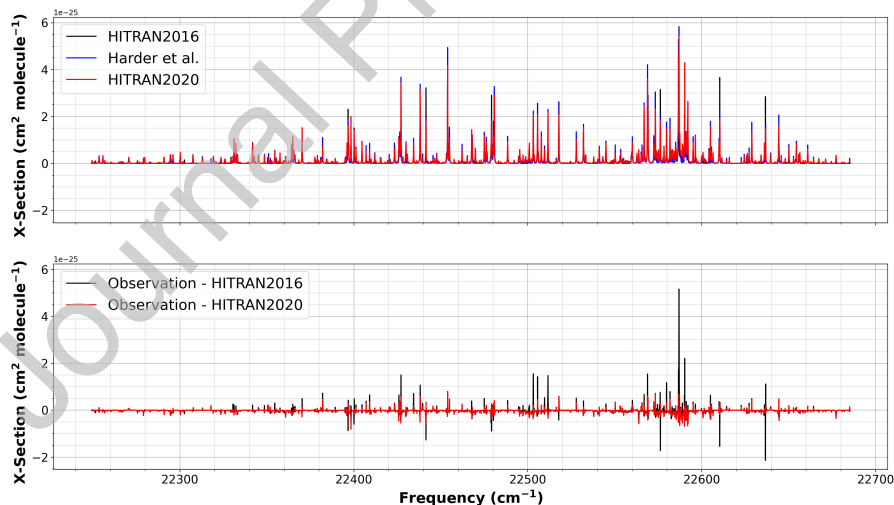 1e−25
6
4
2
0
−2
X-Section (cm² molecule⁻¹)
HITRAN2016
Harder et al.
HITRAN2020
1e−25
6
4
2
0
−2
X-Section (cm² molecule⁻¹)
Observation - HITRAN2016
Observation - HITRAN2020
22300
22400
22500
22600
22700
Frequency (cm⁻¹)
Journal P